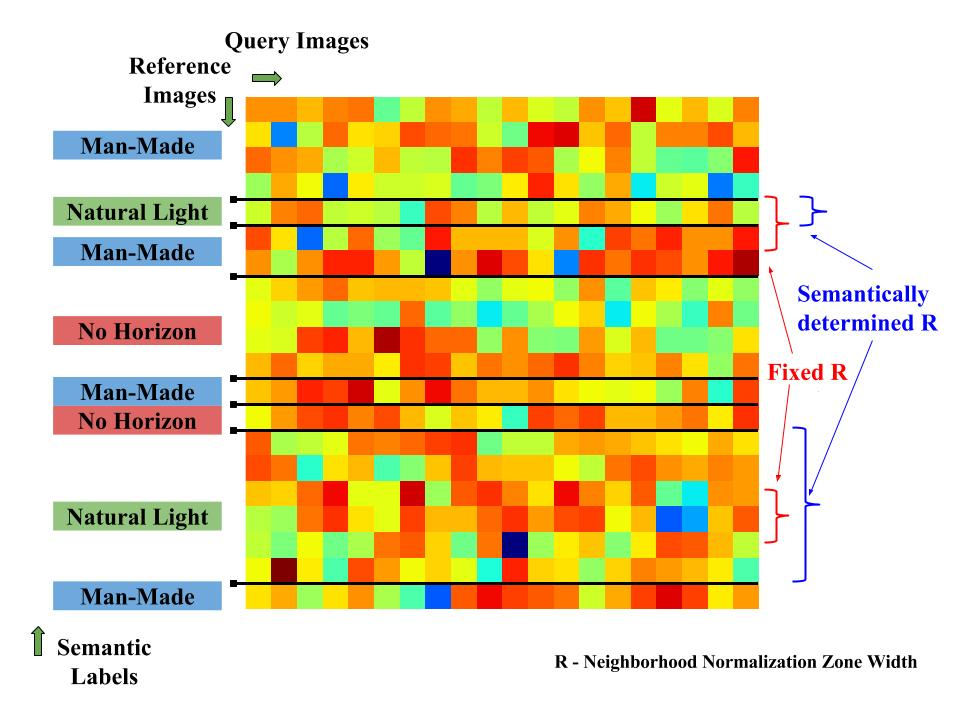 Query Images
Reference
Images
Man-Made
Natural Light
Man-Made
No Horizon
Man-Made
No Horizon
Natural Light
Man-Made
Semantically
determined R
Fixed R
Semantic
Labels
R - Neighborhood Normalization Zone Width